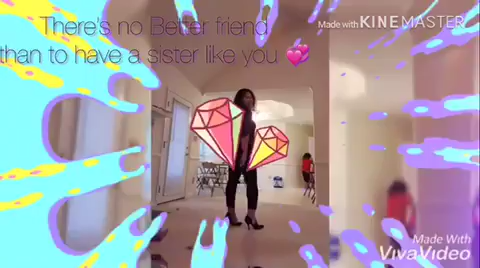 There's no Better friend
than to have a sister like you 💞
Made with KINEMASTER
Made With
VivaVideo